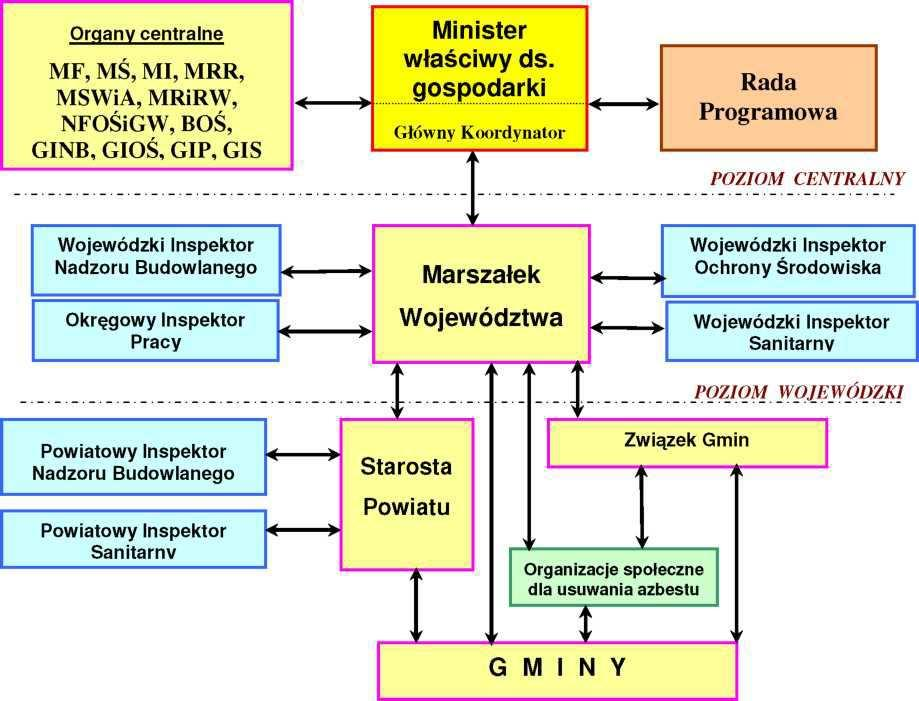 Organy centralne
MF, MŚ, MI, MRR,
MSWiA, MRiRW,
NFOŚiGW, BOŚ,
GINB, GIOŚ, GIP, GIS
Minister
właściwy ds.
gospodarki
Główny Koordynator
Rada
Programowa
POZIOM CENTRALNY
Wojewódzki Inspektor
Nadzoru Budowlanego
Okręgowy Inspektor
Pracy
Marszałek
Województwa
Wojewódzki Inspektor
Ochrony Środowiska
Wojewódzki Inspektor
Sanitarny
POZIOM WOJEWÓDZKI
Powiatowy Inspektor
Nadzoru Budowlanego
Powiatowy Inspektor
Sanitarny
Starosta
Powiatu
Związek Gmin
Organizacje społeczne
dla usuwania azbestu
G M I N Y